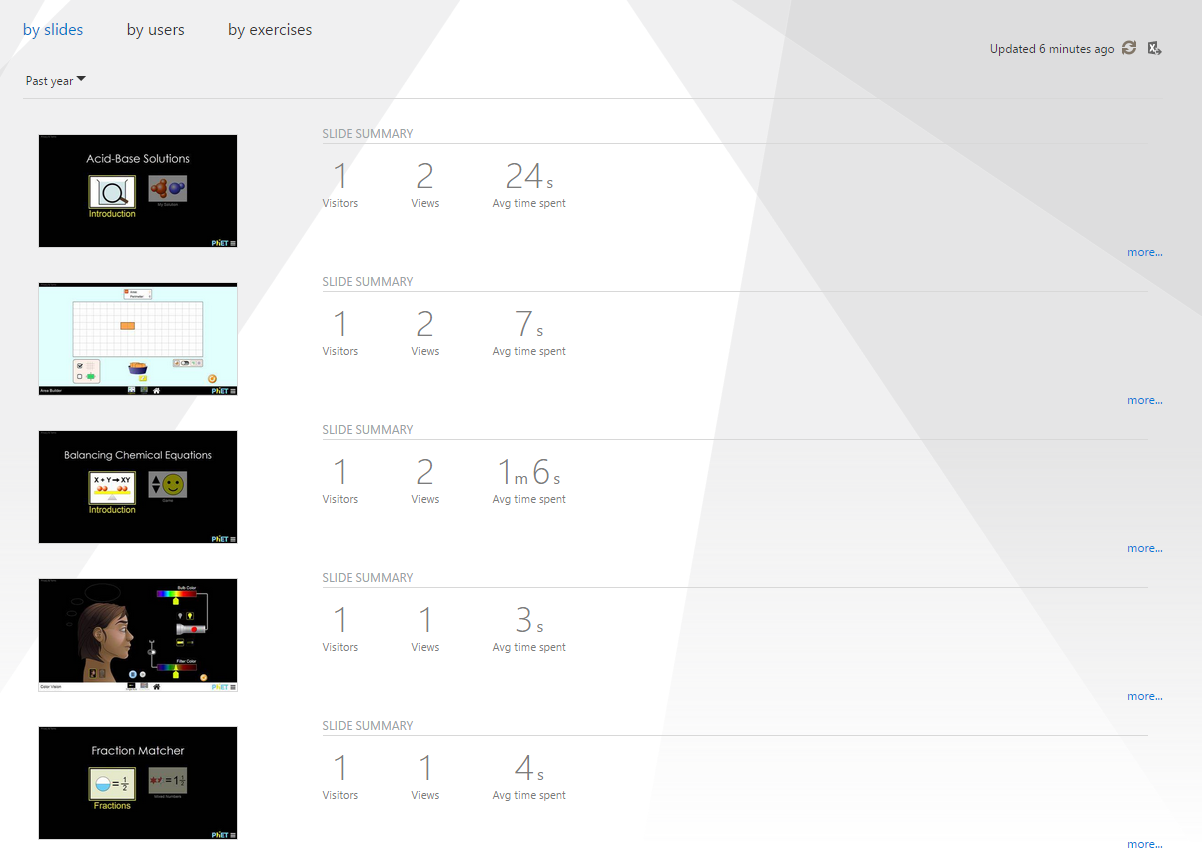 by slides by users by exercises
Updated 6 minutes ago
Past year
SLIDE SUMMARY
Acid-Base Solutions
Introduction
My Solution
PhET
1 2 24 s
Visitors Views Avg time spent
more...
SLIDE SUMMARY
Area
Perimeter
Area Builder
PhET
1 2 7 s
Visitors Views Avg time spent
more...
SLIDE SUMMARY
Balancing Chemical Equations
X + Y → XY
Introduction
Game
PhET
1 2 1 m 6 s
Visitors Views Avg time spent
more...
SLIDE SUMMARY
Bulb Color
Filter Color
Color Vision
PhET
1 1 3 s
Visitors Views Avg time spent
more...
SLIDE SUMMARY
Fraction Matcher
= 1/2
= 1 1/2
Fractions
Mixed Numbers
PhET
1 1 4 s
Visitors Views Avg time spent
more...